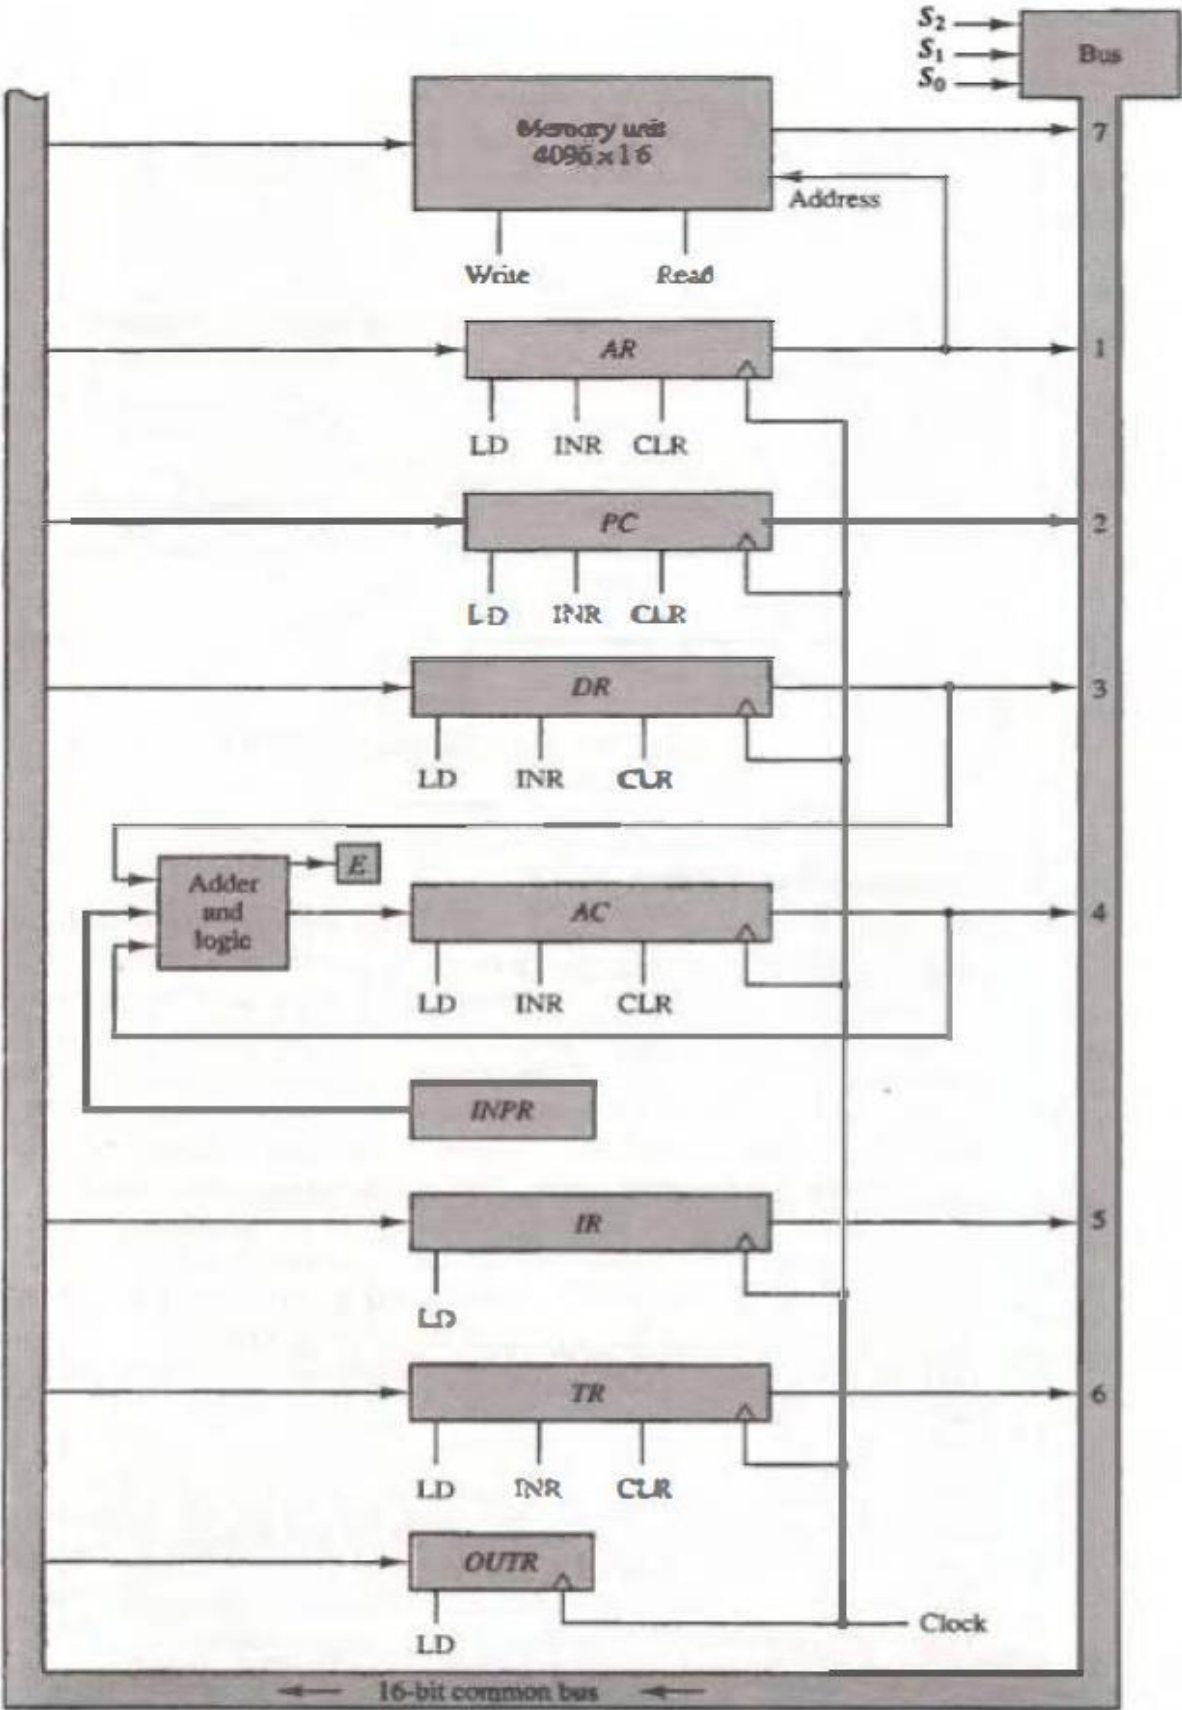 S2
S1
S0
Bus
Memory unit
4096 x 16
7
Address
Write Read
AR
1
LD INR CLR
PC
2
LD INR CLR
DR
3
LD INR CLR
Adder
and
logic
E
AC
4
LD INR CLR
INPR
IR
5
LD
TR
6
LD INR CLR
OUTR
LD
Clock
16-bit common bus